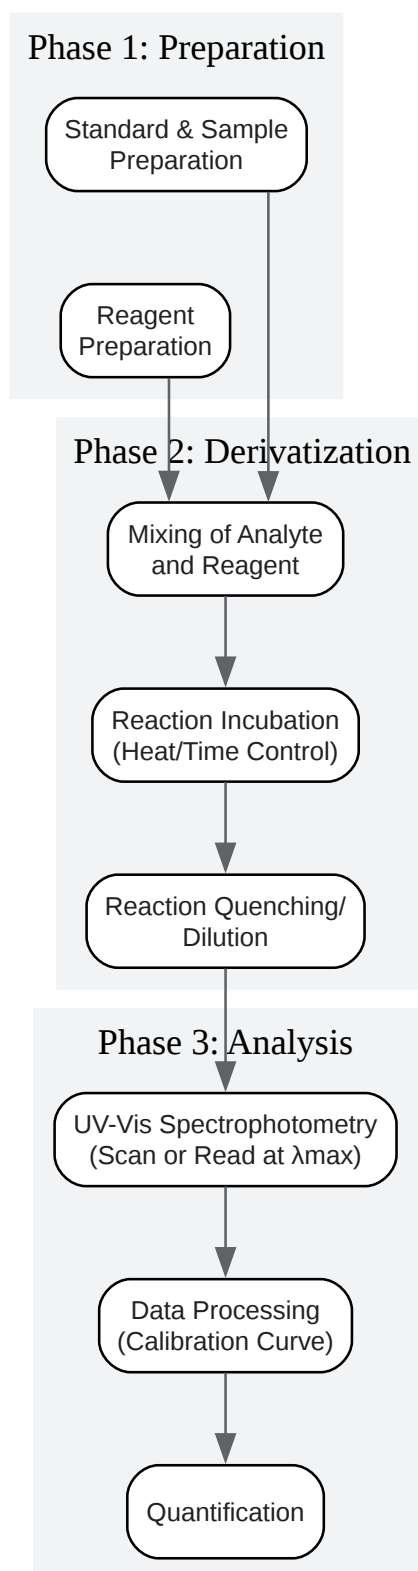 Phase 1: Preparation
Standard & Sample
Preparation
Reagent
Preparation
Phase 2: Derivatization
Mixing of Analyte
and Reagent
Reaction Incubation
(Heat/Time Control)
Reaction Quenching/
Dilution
Phase 3: Analysis
UV-Vis Spectrophotometry
(Scan or Read at λmax)
Data Processing
(Calibration Curve)
Quantification